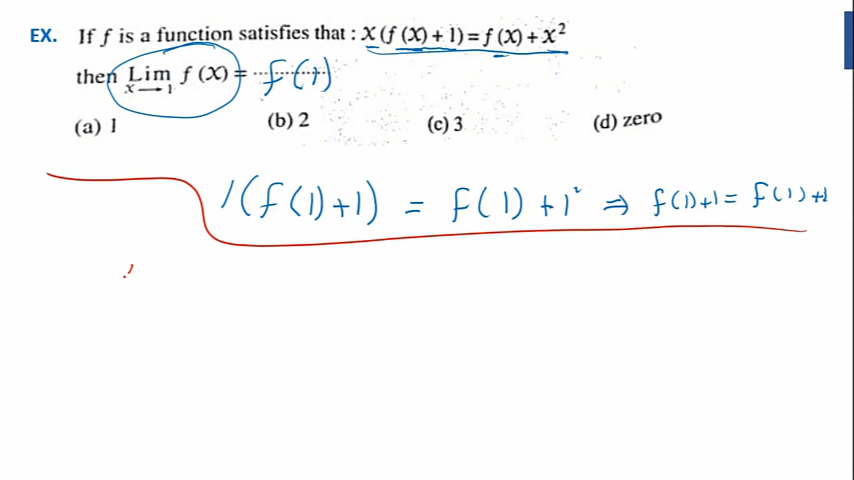 EX. If f is a function satisfies that : X (f (X) + 1) = f (X) + X²
then Lim f (X) = ............ f(1)
X → 1
(a) 1 (b) 2 (c) 3 (d) zero
1(f(1)+1) = f(1)+1² ⇒ f(1)+1 = f(1)+1